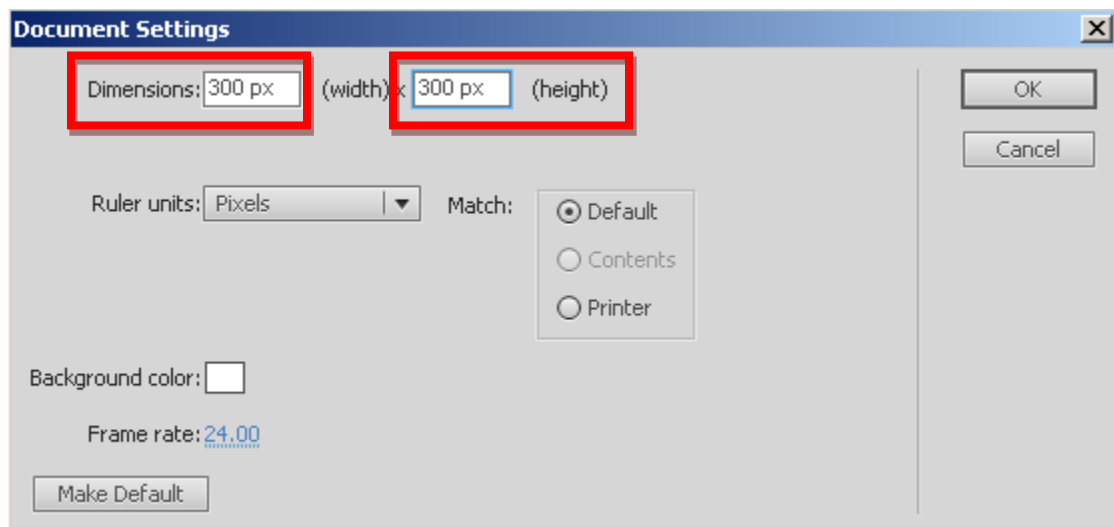 Document Settings
Dimensions: 300 px (width) x 300 px (height)
OK
Cancel
Ruler units: Pixels Match: Default
Contents
Printer
Background color:
Frame rate: 24.00
Make Default